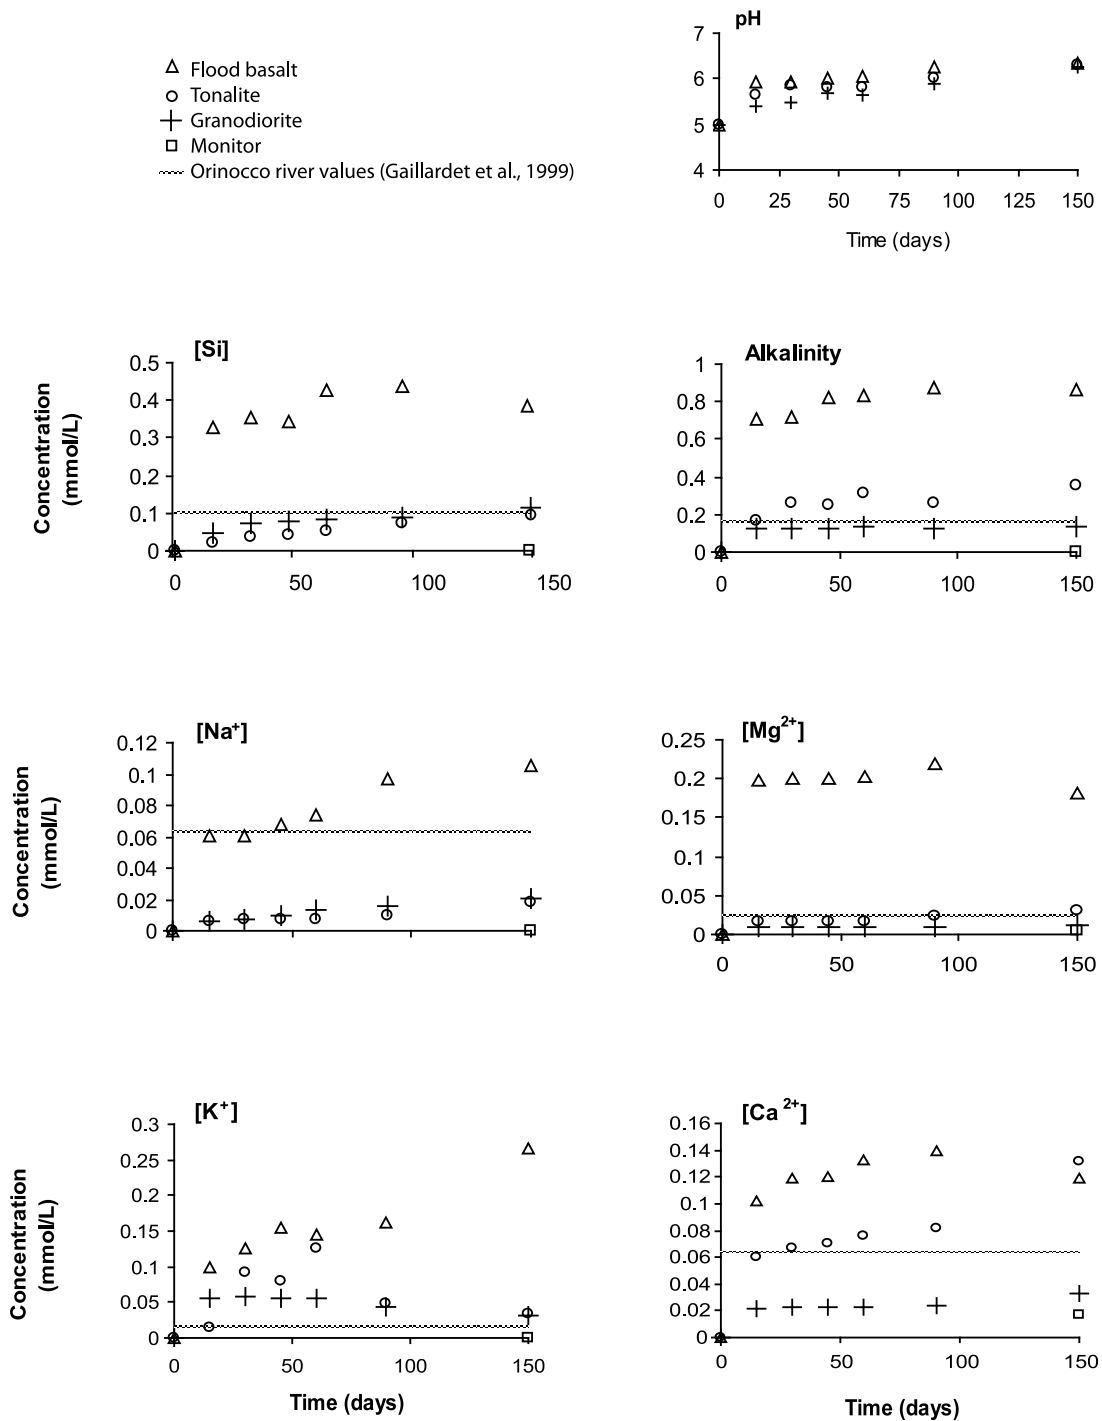 pH
Flood basalt
Tonalite
Granodiorite
Monitor
Orinocco river values (Gaillardet et al., 1999)
7
6
5
4
0 25 50 75 100 125 150
Time (days)
[Si]
Concentration
(mmol/L)
0.5
0.4
0.3
0.2
0.1
0
0 50 100 150
Alkalinity
1
0.8
0.6
0.4
0.2
0
0 50 100 150
[Na⁺]
Concentration
(mmol/L)
0.12
0.1
0.08
0.06
0.04
0.02
0
[Mg²⁺]
0.25
0.2
0.15
0.1
0.05
0
0 50 100 150
[K⁺]
Concentration
(mmol/L)
0.3
0.25
0.2
0.15
0.1
0.05
0
0 50 100 150
Time (days)
[Ca ²⁺]
0.16
0.14
0.12
0.1
0.08
0.06
0.04
0.02
0
0 50 100 150
Time (days)